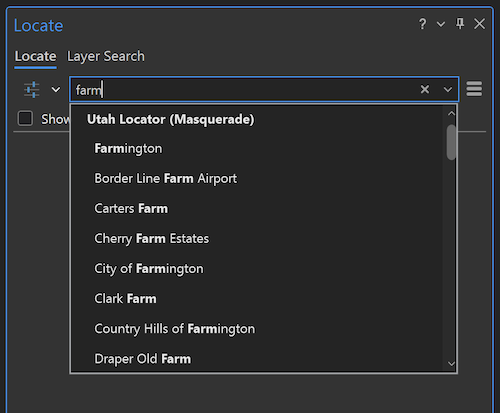 Locate
?
Locate Layer Search
farm
Show
Utah Locator (Masquerade)
Farmington
Border Line Farm Airport
Carters Farm
Cherry Farm Estates
City of Farmington
Clark Farm
Country Hills of Farmington
Draper Old Farm